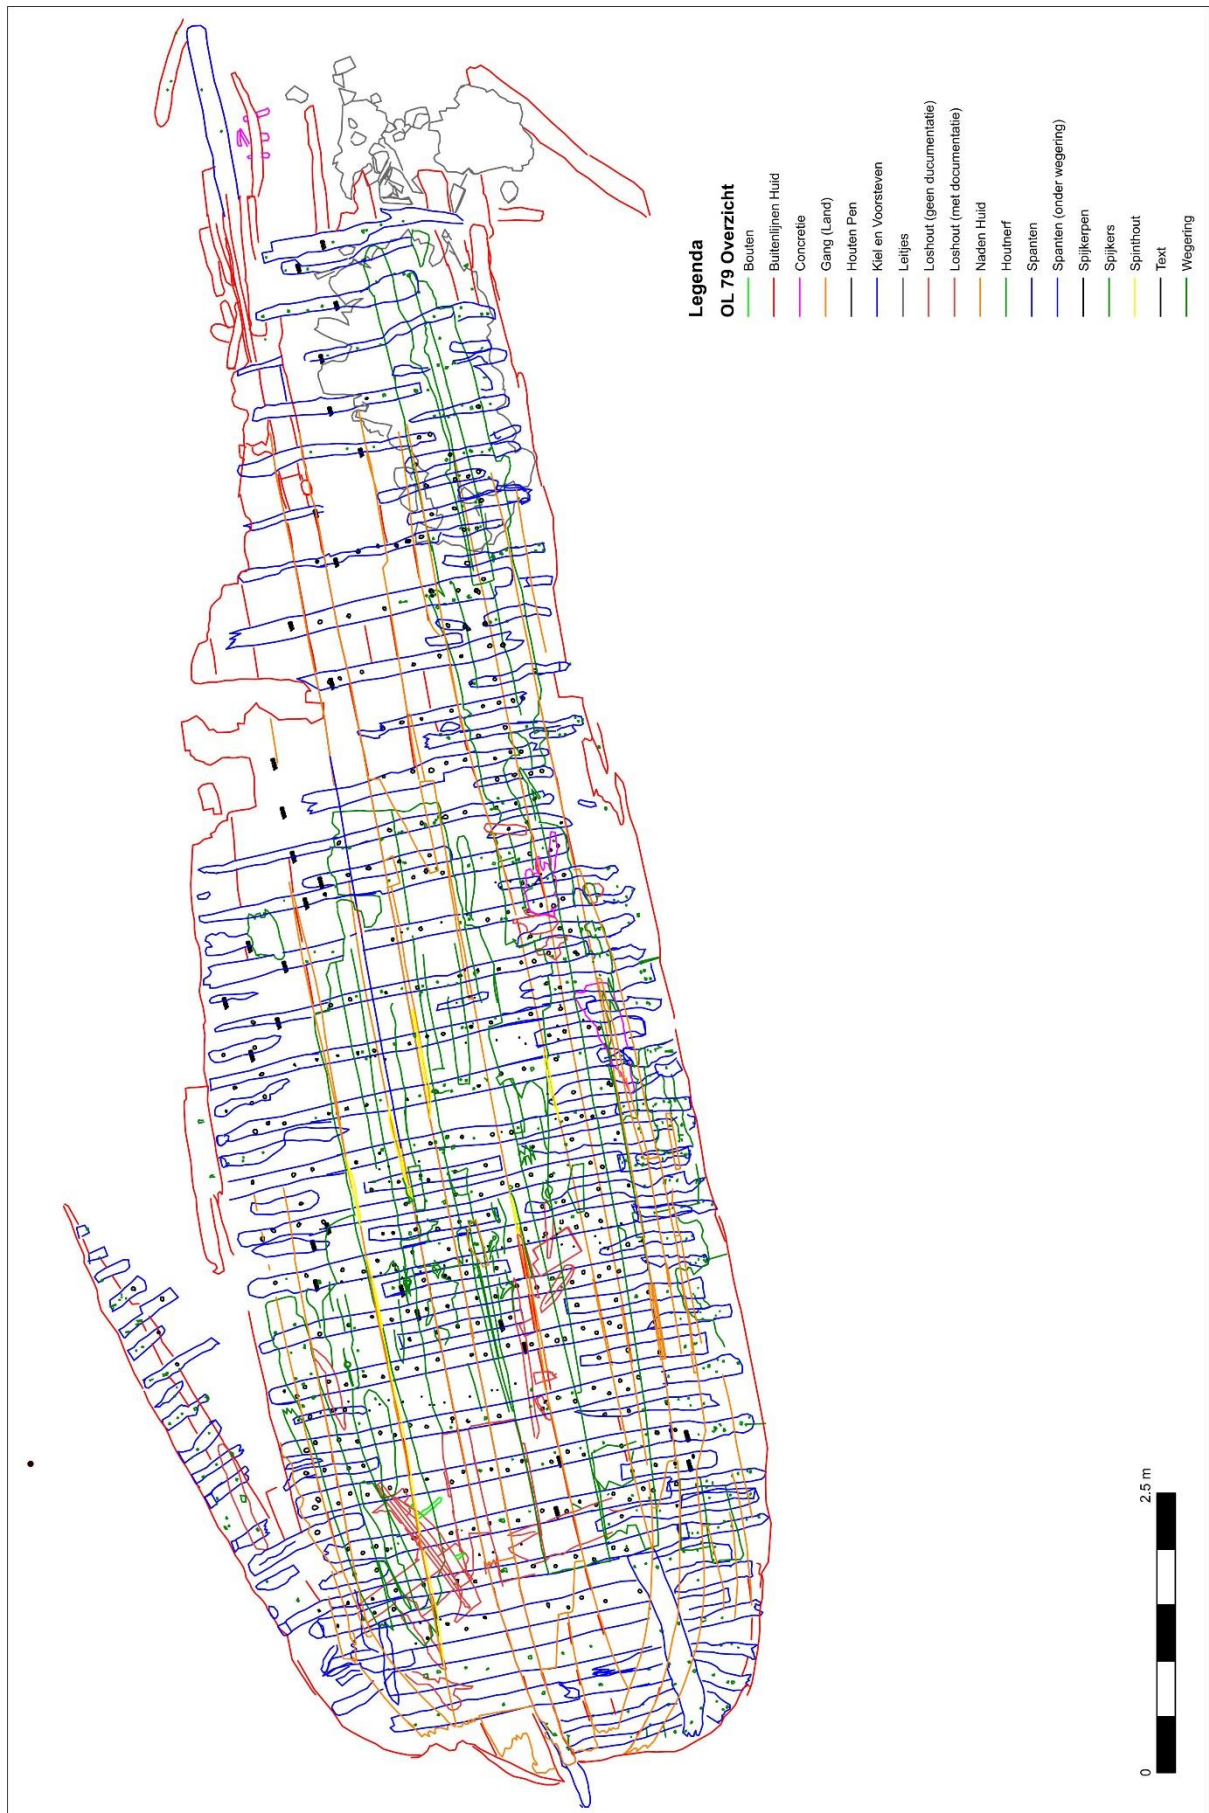 Legenda
OL 79 Overzicht
Bouten
Buitenlijnen Huid
Concretie
Gang (Land)
Houten Pen
Kiel en Voorsteven
Leitjes
Loshout (geen ducumentatie)
Loshout (met documentatie)
Naden Huid
Houtnerf
Spanten
Spanten (onder wegering)
Spijkerpen
Spijkers
Spinthout
Text
Wegering
0
2.5 m